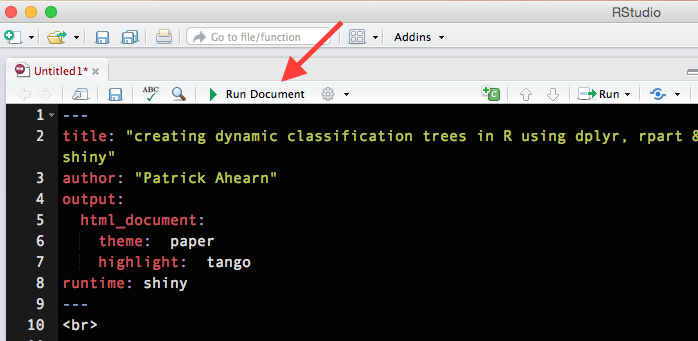 RStudio
Go to file/function
Addins
Untitled1*
ABC
Run Document
Run
1 ---
2 title: "creating dynamic classification trees in R using dplyr, rpart &
shiny"
3 author: "Patrick Ahearn"
4 output:
5 html_document:
6 theme:  paper
7 highlight:  tango
8 runtime: shiny
9 ---
10 <br>